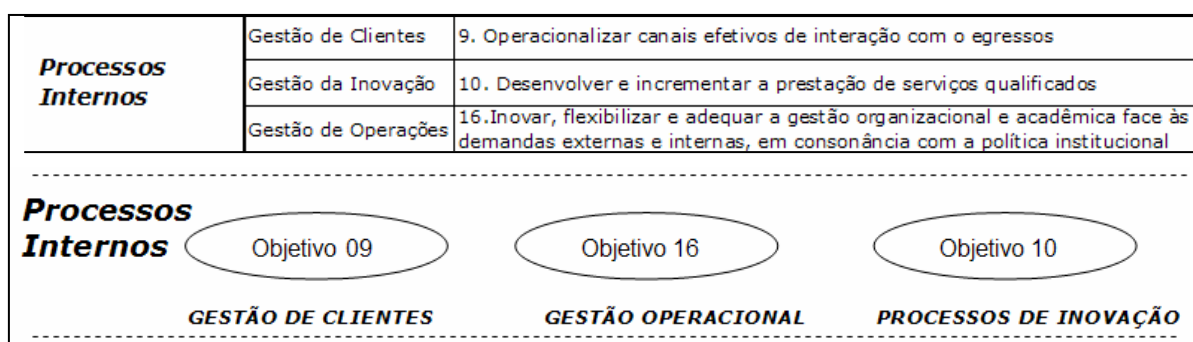 Processos
Internos
Gestão de Clientes
9. Operacionalizar canais efetivos de interação com o egressos
Gestão da Inovação
10. Desenvolver e incrementar a prestação de serviços qualificados
Gestão de Operações
16.Inovar, flexibilizar e adequar a gestão organizacional e acadêmica face às
demandas externas e internas, em consonância com a política institucional
Processos
Internos
Objetivo 09
Objetivo 16
Objetivo 10
GESTÃO DE CLIENTES
GESTÃO OPERACIONAL
PROCESSOS DE INOVAÇÃO